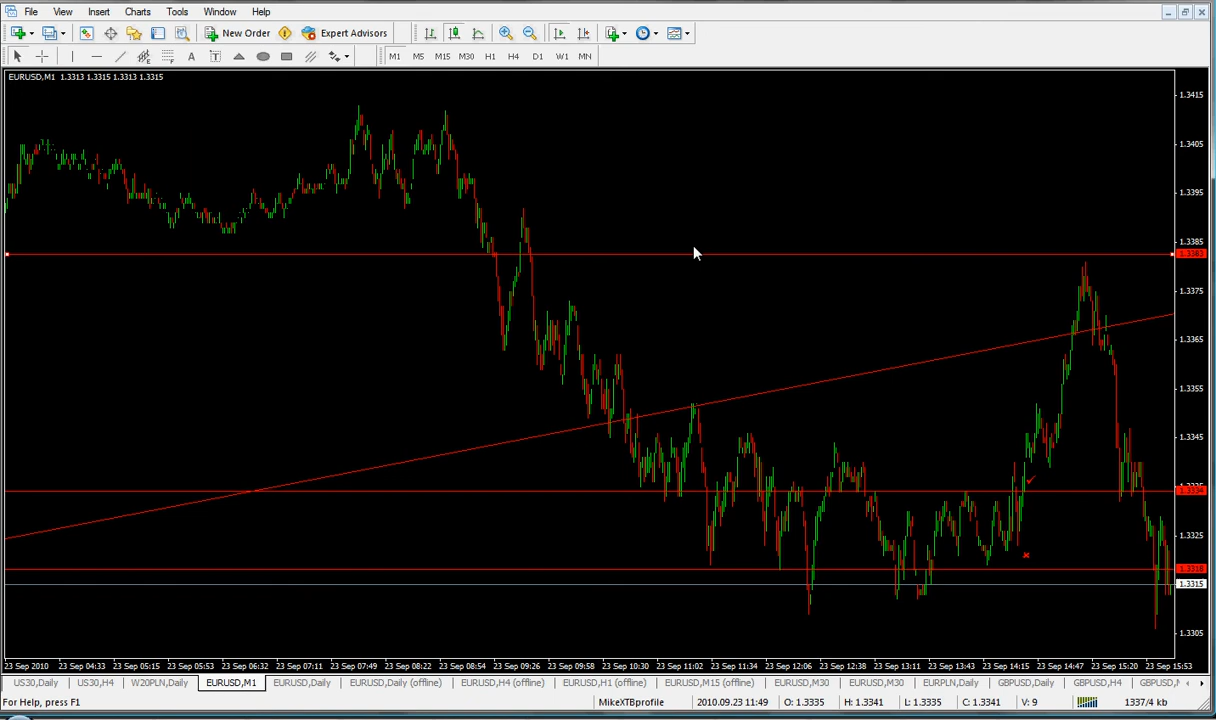 File View Insert Charts Tools Window Help
New Order Expert Advisors
A T M1 M5 M15 M30 H1 H4 D1 W1 MN
EURUSD,M1 1.3313 1.3315 1.3313 1.3315
1.3415
1.3405
1.3395
1.3385
1.3383
1.3375
1.3365
1.3355
1.3345
1.3334
1.3325
1.3318
1.3315
1.3305
23 Sep 2010 23 Sep 04:33 23 Sep 05:15 23 Sep 05:53 23 Sep 06:32 23 Sep 07:11 23 Sep 07:49 23 Sep 08:22 23 Sep 08:54 23 Sep 09:26 23 Sep 09:58 23 Sep 10:30 23 Sep 11:02 23 Sep 11:34 23 Sep 12:06 23 Sep 12:38 23 Sep 13:11 23 Sep 13:43 23 Sep 14:15 23 Sep 14:47 23 Sep 15:20 23 Sep 15:53
US30,Daily US30,H4 W20PLN,Daily EURUSD,M1 EURUSD,Daily EURUSD,Daily (offline) EURUSD,H4 (offline) EURUSD,H1 (offline) EURUSD,M15 (offline) EURUSD,M30 EURUSD,M30 EURPLN,Daily GBPUSD,Daily GBPUSD,H4
For Help, press F1 MikeXTBprofile 2010.09.23 11:49 O: 1.3335 H: 1.3341 L: 1.3335 C: 1.3341 V: 9 1337/4 kb